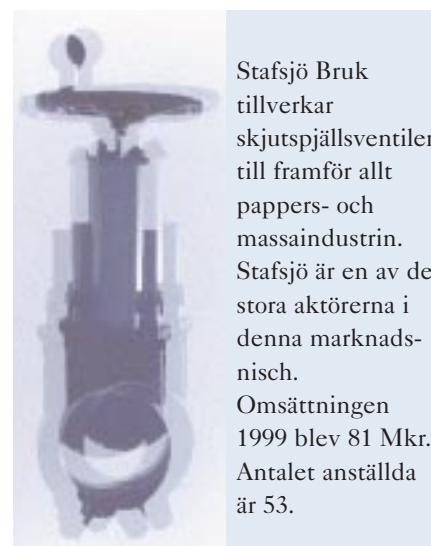 Stafsjö Bruk
tillverkar
skjutspjällsventiler
till framför allt
pappers- och
massaindustrin.
Stafsjö är en av de
stora aktörerna i
denna marknads-
nisch.
Omsättningen
1999 blev 81 Mkr.
Antalet anställda
är 53.